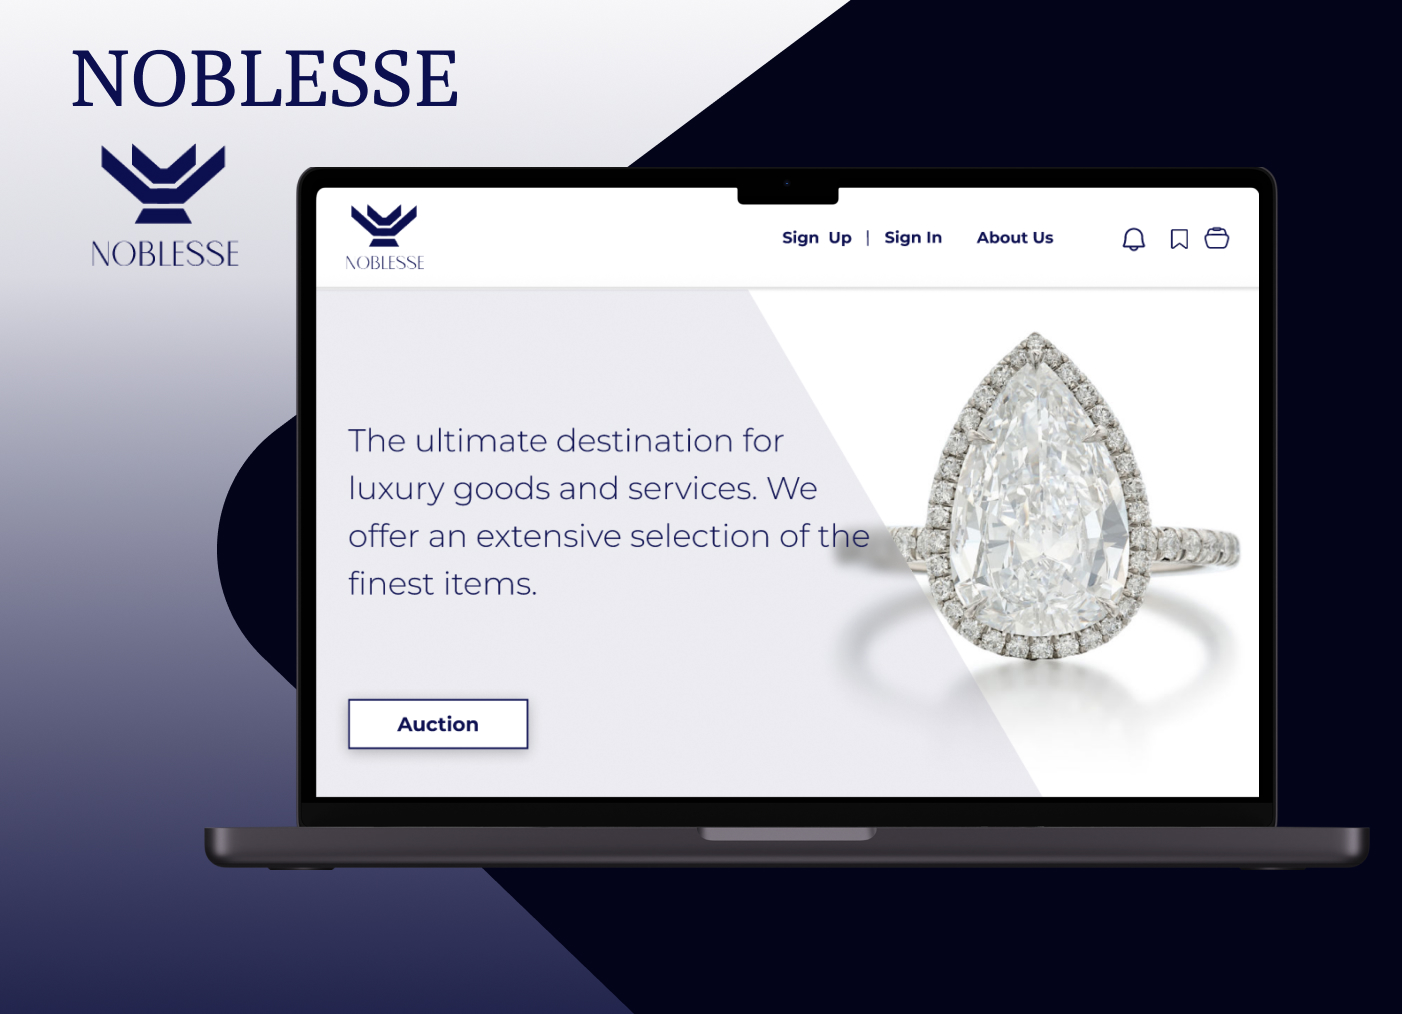 NOBLESSE
NOBLESSE
NOBLESSE
Sign Up | Sign In About Us
The ultimate destination for
luxury goods and services. We
offer an extensive selection of the
finest items.
Auction